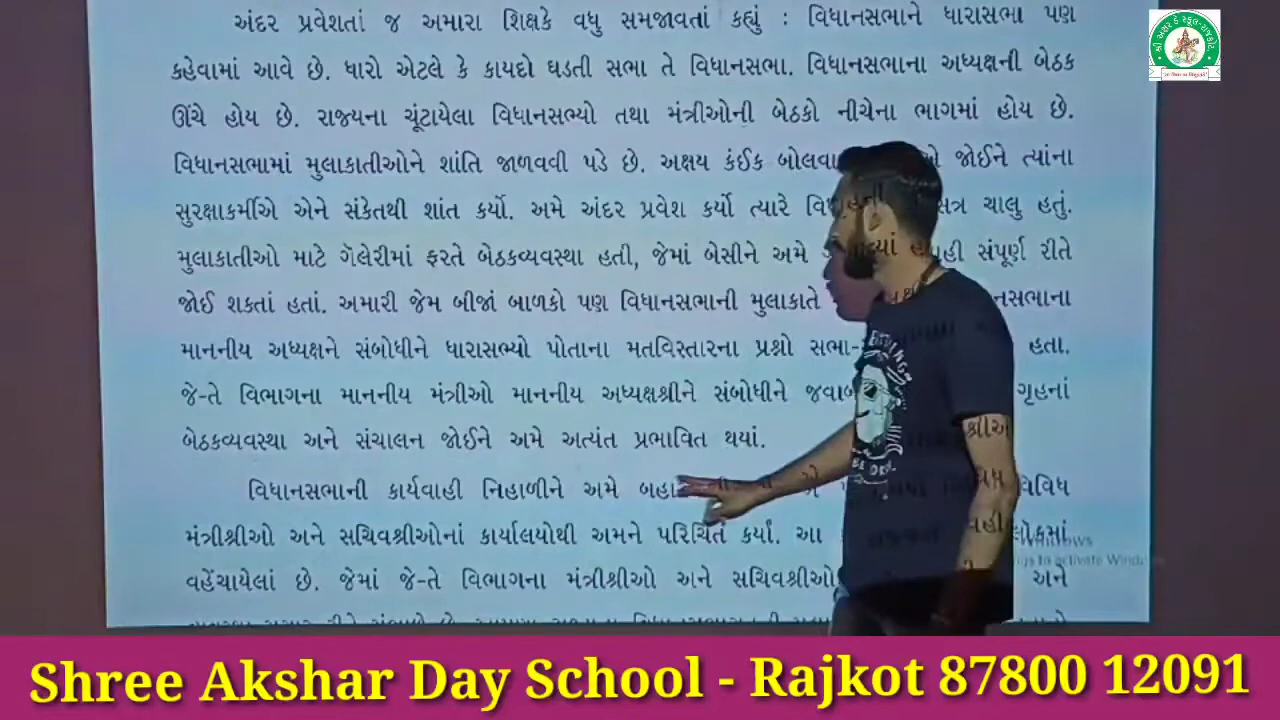 અંદર પ્રવેશતાં જ અમારા શિક્ષકે વધુ સમજાવતાં કહ્યું : વિધાનસભાને ધારાસભા પણ
કહેવામાં આવે છે. ધારો એટલે કે કાયદો ઘડતી સભા તે વિધાનસભા. વિધાનસભાના અધ્યક્ષની બેઠક
ઊંચે હોય છે. રાજ્યના ચૂંટાયેલા વિધાનસભ્યો તથા મંત્રીઓની બેઠકો નીચેના ભાગમાં હોય છે.
વિધાનસભામાં મુલાકાતીઓને શાંતિ જાળવવી પડે છે. અક્ષય કંઈક જોઈને ત્યાંના
સુરક્ષાકર્મીએ એને સંકેતથી શાંત કર્યો. અમે અંદર પ્રવેશ કર્યો ત્યારે સત્ર ચાલુ હતું.
મુલાકાતીઓ માટે ગૅલેરીમાં ફરતે બેઠકવ્યવસ્થા હતી, જેમાં બેસીને અમે સંપૂર્ણ રીતે
જોઈ શકતાં હતાં. અમારી જેમ બીજાં બાળકો પણ વિધાનસભાની મુલાકાતે
માનનીય અધ્યક્ષને સંબોધીને ધારાસભ્યો પોતાના મતવિસ્તારના પ્રશ્નો હતા.
જે-તે વિભાગના માનનીય મંત્રીઓ માનનીય અધ્યક્ષશ્રીને સંબોધીને ગૃહનાં
બેઠકવ્યવસ્થા અને સંચાલન જોઈને અમે અત્યંત પ્રભાવિત થયાં.
વિધાનસભાની કાર્યવાહી નિહાળીને અમે
મંત્રીશ્રીઓ અને સચિવશ્રીઓનાં કાર્યાલયોથી અમને પરિચિત કર્યાં. આ
વહેંચાયેલાં છે. જેમાં જે-તે વિભાગના મંત્રીશ્રીઓ અને સચિવશ્રીઓ અને
Shree Akshar Day School - Rajkot 87800 12091